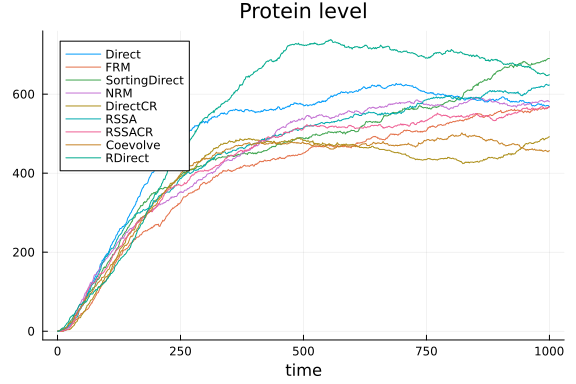 Protein level
Direct
FRM
SortingDirect
NRM
DirectCR
RSSA
RSSACR
Coevolve
RDirect
600
400
200
0
0 250 500 750 1000
time